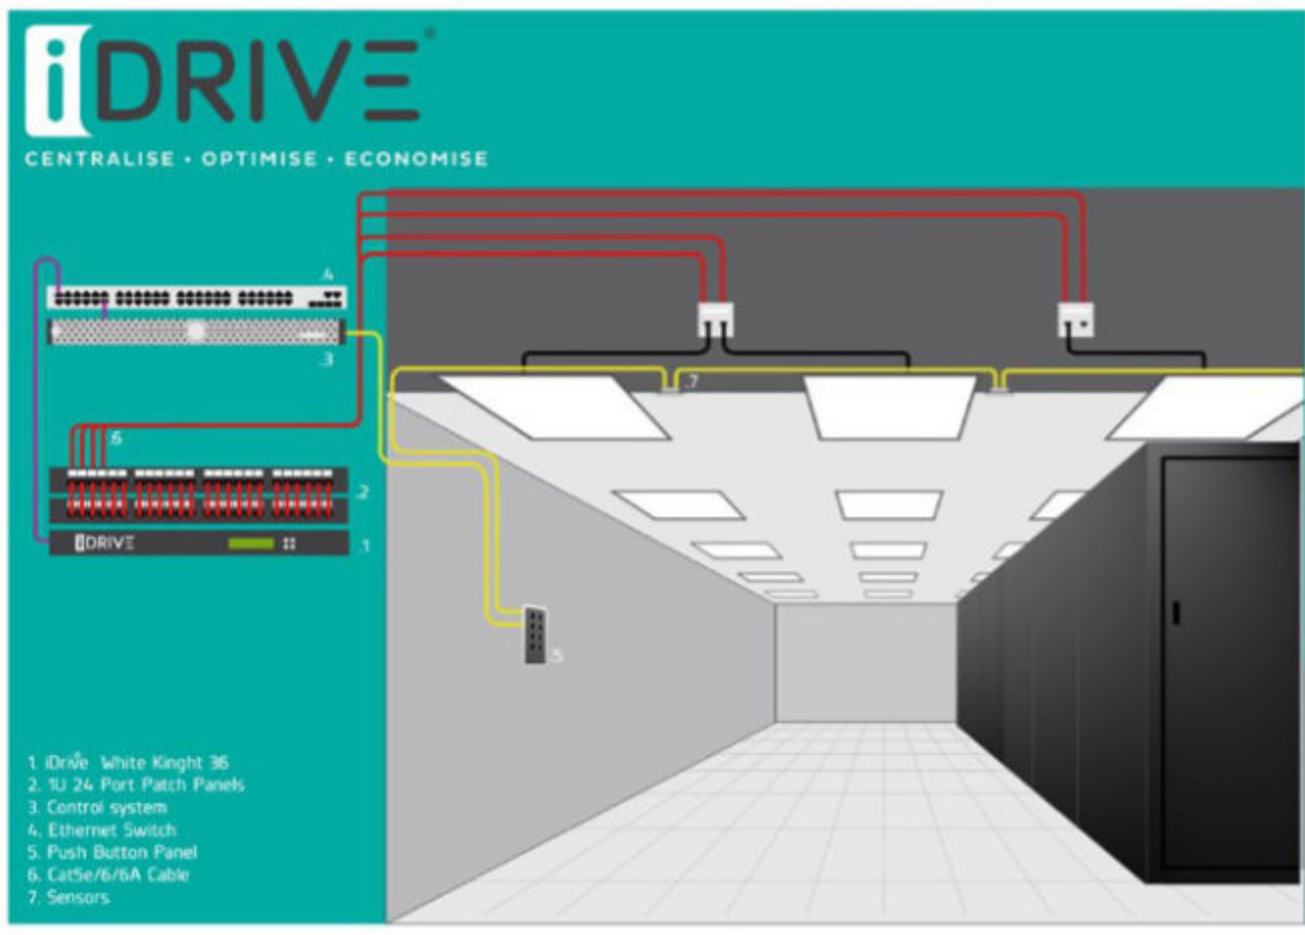 iDRIVE®
CENTRALISE • OPTIMISE • ECONOMISE
.4
.3
.7
.6
.2
iDRIVE
.1
.5
1. iDrive White Kinght 36
2. 1U 24 Port Patch Panels
3. Control system
4. Ethernet Switch
5. Push Button Panel
6. Cat5e/6/6A Cable
7. Sensors